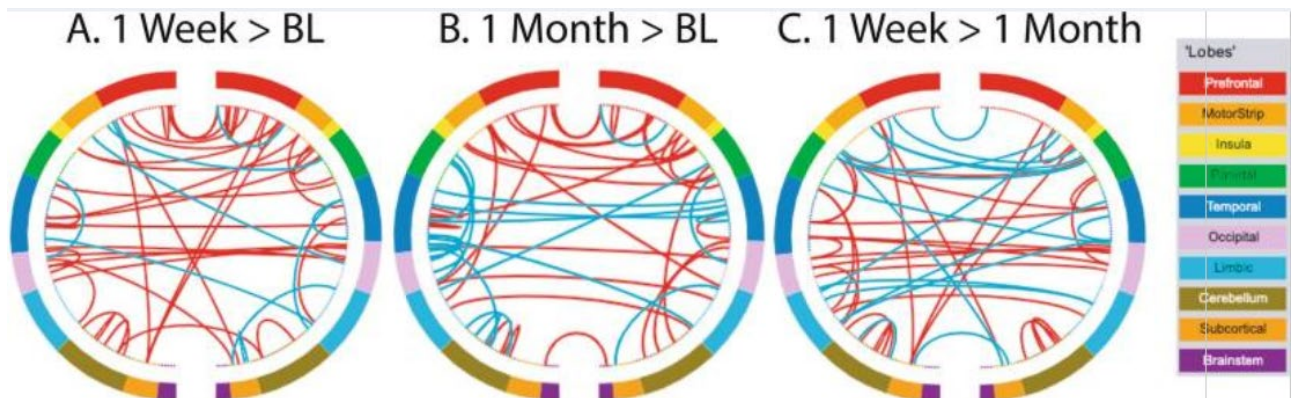 A. 1 Week > BL
B. 1 Month > BL
C. 1 Week > 1 Month
'Lobes'
Prefrontal
MotorStrip
Insula
Parietal
Temporal
Occipital
Limbic
Cerebellum
Subcortical
Brainstem